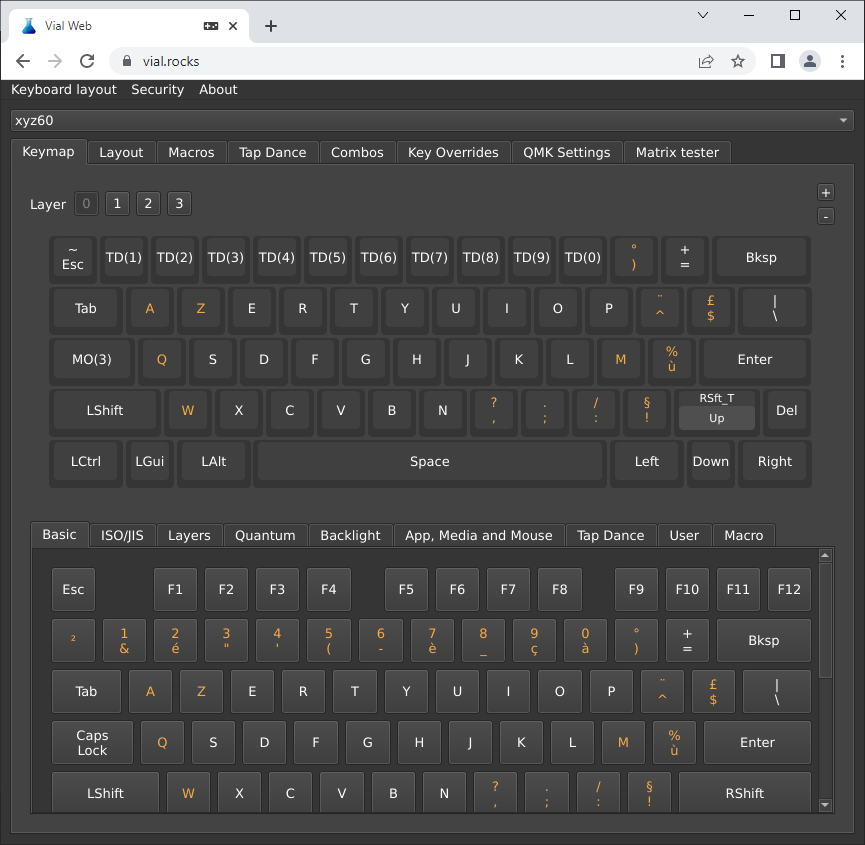 Vial Web
vial.rocks
Keyboard layout Security About
xyz60
Keymap Layout Macros Tap Dance Combos Key Overrides QMK Settings Matrix tester
Layer 0 1 2 3
+
-
~ TD(1) TD(2) TD(3) TD(4) TD(5) TD(6) TD(7) TD(8) TD(9) TD(0) ° + Bksp
Esc ) =
Tab A Z E R T Y U I O P ¨ £ |
^ $ \
MO(3) Q S D F G H J K L M % Enter
ù
LShift W X C V B N ? . / § RSft_T Del
, ; : ! Up
LCtrl LGui LAlt Space Left Down Right
Basic ISO/JIS Layers Quantum Backlight App, Media and Mouse Tap Dance User Macro
Esc F1 F2 F3 F4 F5 F6 F7 F8 F9 F10 F11 F12
² 1 2 3 4 5 6 7 8 9 0 ° + Bksp
& é " ' ( - è _ ç à ) =
Tab A Z E R T Y U I O P ¨ £ |
^ $ \
Caps Q S D F G H J K L M % Enter
Lock ù
LShift W X C V B N ? . / § RShift
, ; : !